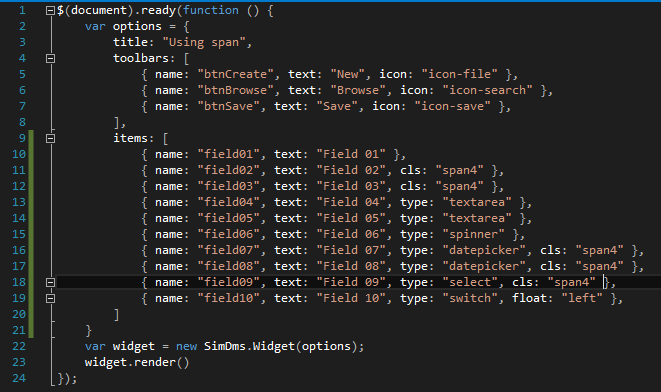 1 $(document).ready(function () {
2 var options = {
3 title: "Using span",
4 toolbars: [
5 { name: "btnCreate", text: "New", icon: "icon-file" },
6 { name: "btnBrowse", text: "Browse", icon: "icon-search" },
7 { name: "btnSave", text: "Save", icon: "icon-save" },
8 ],
9 items: [
10 { name: "field01", text: "Field 01" },
11 { name: "field02", text: "Field 02", cls: "span4" },
12 { name: "field03", text: "Field 03", cls: "span4" },
13 { name: "field04", text: "Field 04", type: "textarea" },
14 { name: "field05", text: "Field 05", type: "textarea" },
15 { name: "field06", text: "Field 06", type: "spinner" },
16 { name: "field07", text: "Field 07", type: "datepicker", cls: "span4" },
17 { name: "field08", text: "Field 08", type: "datepicker", cls: "span4" },
18 { name: "field09", text: "Field 09", type: "select", cls: "span4" },
19 { name: "field10", text: "Field 10", type: "switch", float: "left" },
20 ]
21 }
22 var widget = new SimDms.Widget(options);
23 widget.render()
24 });